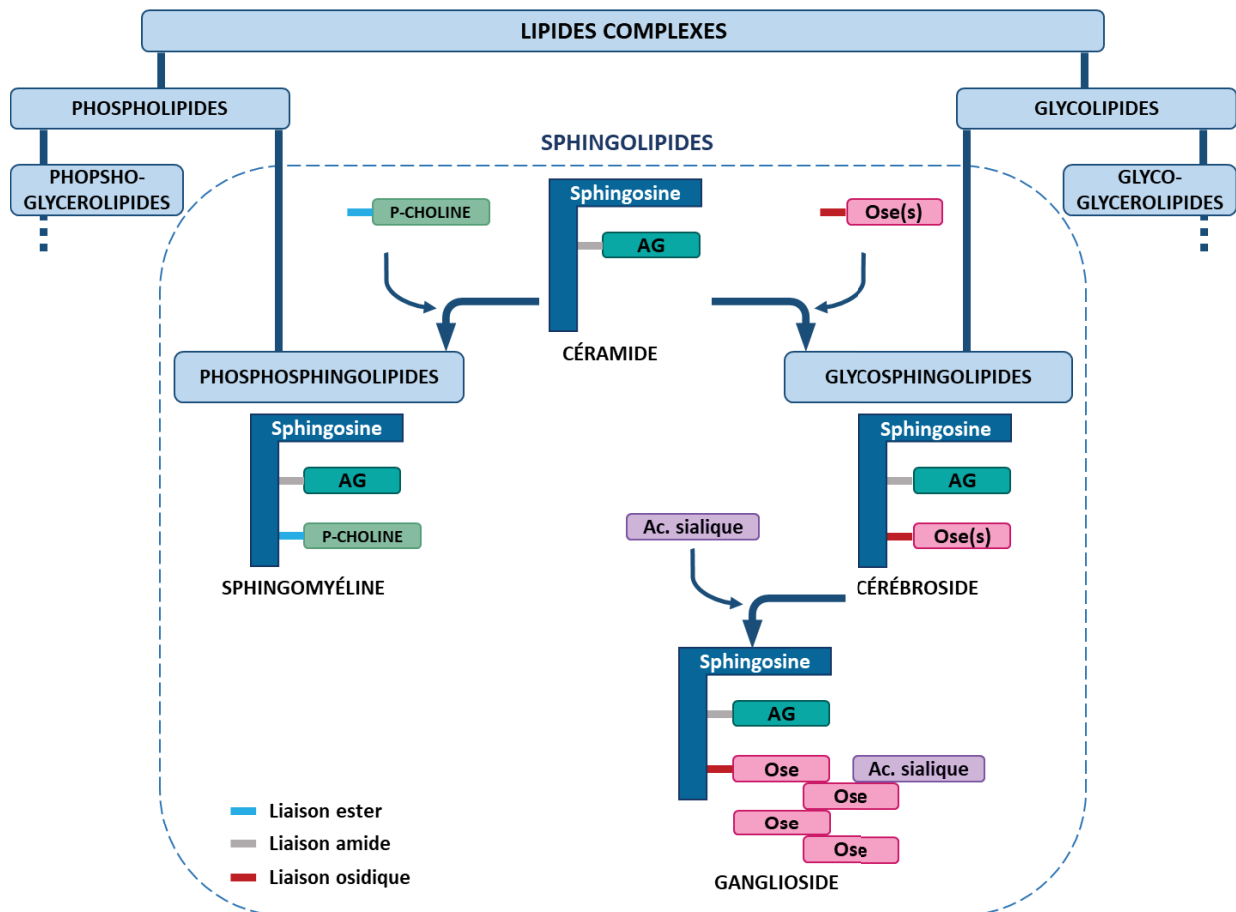 LIPIDES COMPLEXES
PHOSPHOLIPIDES
GLYCOLIPIDES
SPHINGOLIPIDES
PHOPSHO-
GLYCEROLIPIDES
GLYCO-
GLYCEROLIPIDES
P-CHOLINE
Sphingosine
AG
Ose(s)
CÉRAMIDE
PHOSPHOSPHINGOLIPIDES
GLYCOSPHINGOLIPIDES
Sphingosine
AG
P-CHOLINE
SPHINGOMYÉLINE
Sphingosine
AG
Ose(s)
CÉRÉBROSIDE
Ac. sialique
Sphingosine
AG
Ose
Ac. sialique
Ose
Ose
Ose
GANGLIOSIDE
Liaison ester
Liaison amide
Liaison osidique